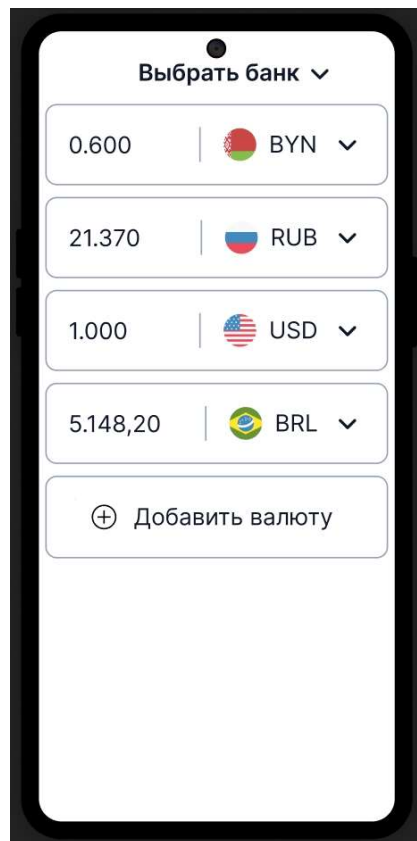 Выбрать банк
0.600 BYN
21.370 RUB
1.000 USD
5.148,20 BRL
Добавить валюту